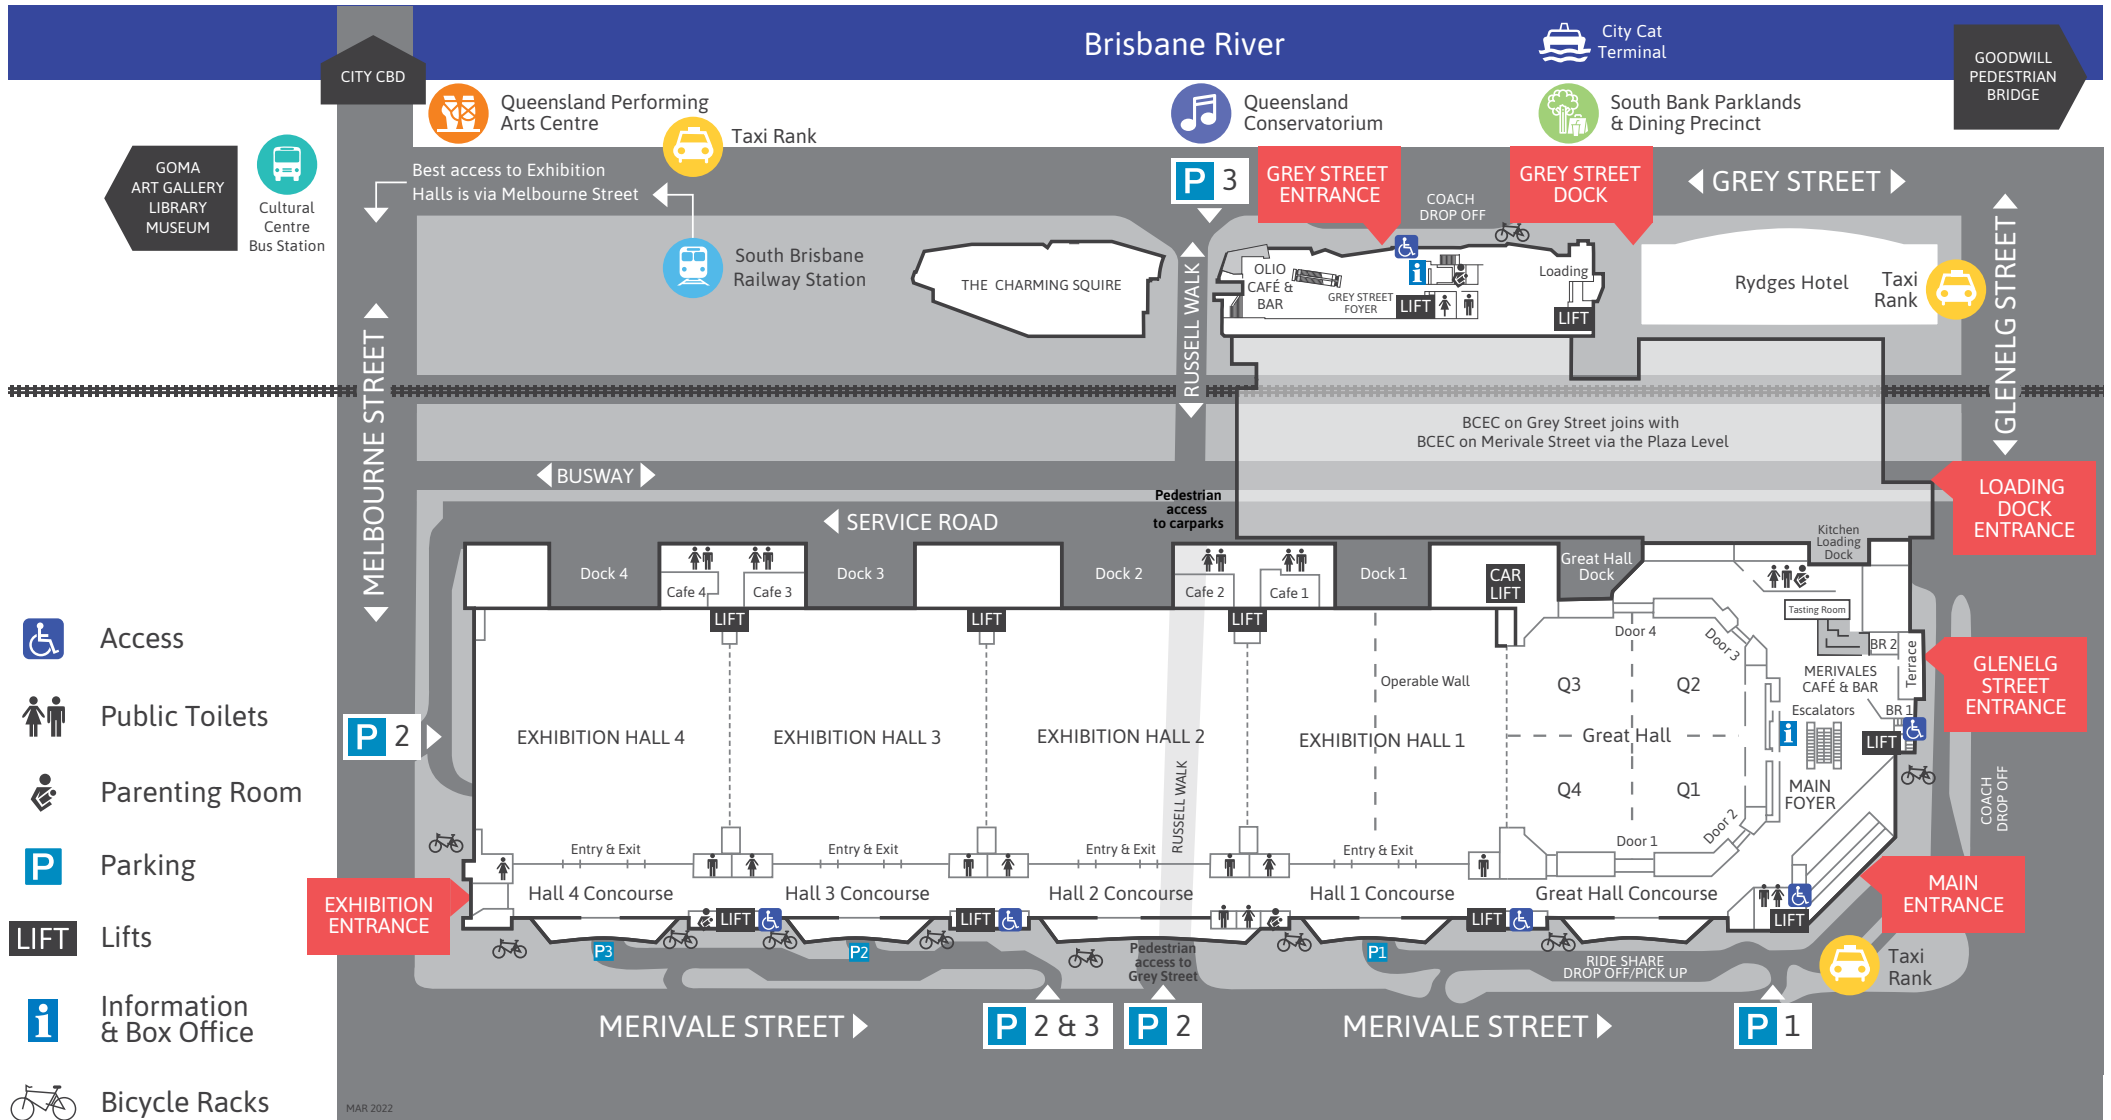 Brisbane River
City Cat
Terminal
CITY CBD
GOODWILL
PEDESTRIAN
BRIDGE
Queensland Performing
Arts Centre
Taxi Rank
Queensland
Conservatorium
South Bank Parklands
& Dining Precinct
GOMA
ART GALLERY
LIBRARY
MUSEUM
Cultural
Centre
Bus Station
Best access to Exhibition
Halls is via Melbourne Street
P 3
GREY STREET
ENTRANCE
COACH
DROP OFF
GREY STREET
DOCK
GREY STREET
South Brisbane
Railway Station
THE CHARMING SQUIRE
RUSSELL WALK
OLIO
CAFÉ &
BAR
GREY STREET
FOYER
i
LIFT
Loading
LIFT
Rydges Hotel
Taxi
Rank
GLENELG STREET
MELBOURNE STREET
BCEC on Grey Street joins with
BCEC on Merivale Street via the Plaza Level
BUSWAY
SERVICE ROAD
Pedestrian
access
to carparks
LOADING
DOCK
ENTRANCE
Dock 4
Cafe 4
Cafe 3
Dock 3
Dock 2
Cafe 2
Cafe 1
Dock 1
CAR
LIFT
Great Hall
Dock
Kitchen
Loading
Dock
LIFT
LIFT
LIFT
Tasting Room
Door 4
Door 3
BR 2
Terrace
GLENELG
STREET
ENTRANCE
Operable Wall
Q3
Q2
MERIVALES
CAFÉ & BAR
Escalators
BR 1
P 2
EXHIBITION HALL 4
EXHIBITION HALL 3
EXHIBITION HALL 2
EXHIBITION HALL 1
Great Hall
i
LIFT
RUSSELL WALK
Q4
Q1
MAIN
FOYER
COACH
DROP OFF
Door 1
Door 2
Entry & Exit
Entry & Exit
Entry & Exit
Entry & Exit
Hall 4 Concourse
Hall 3 Concourse
Hall 2 Concourse
Hall 1 Concourse
Great Hall Concourse
EXHIBITION
ENTRANCE
MAIN
ENTRANCE
LIFT
LIFT
LIFT
LIFT
P3
P2
P1
Pedestrian
access to
Grey Street
RIDE SHARE
DROP OFF/PICK UP
Taxi
Rank
MERIVALE STREET
P 2 & 3
P 2
MERIVALE STREET
P 1
Access
Public Toilets
Parenting Room
P Parking
LIFT Lifts
i Information
& Box Office
Bicycle Racks
MAR 2022